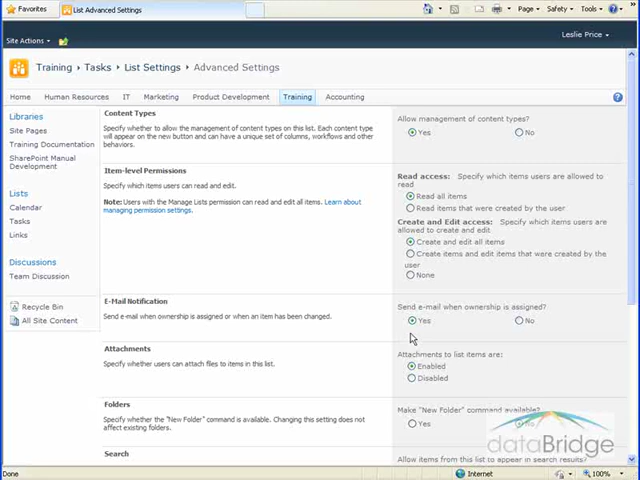 Favorites
List Advanced Settings
Page
Safety
Tools
Site Actions
Leslie Price
Training ▸ Tasks ▸ List Settings ▸ Advanced Settings
Home
Human Resources
IT
Marketing
Product Development
Training
Accounting
Libraries
Site Pages
Training Documentation
SharePoint Manual
Development
Lists
Calendar
Tasks
Links
Discussions
Team Discussion
Recycle Bin
All Site Content
Content Types
Specify whether to allow the management of content types on this list. Each content type
will appear on the new button and can have a unique set of columns, workflows and other
behaviors.
Allow management of content types?
Yes
No
Item-level Permissions
Specify which items users can read and edit.
Note: Users with the Manage Lists permission can read and edit all items. Learn about
managing permission settings.
Read access: Specify which items users are allowed to
read
Read all items
Read items that were created by the user
Create and Edit access: Specify which items users are
allowed to create and edit
Create and edit all items
Create items and edit items that were created by the
user
None
E-Mail Notification
Send e-mail when ownership is assigned or when an item has been changed.
Send e-mail when ownership is assigned?
Yes
No
Attachments
Specify whether users can attach files to items in this list.
Attachments to list items are:
Enabled
Disabled
Folders
Specify whether the "New Folder" command is available. Changing this setting does not
affect existing folders.
Make "New Folder" command available?
Yes
No
Search
Allow items from this list to appear in search results?
dataBridge
Done
Internet
100%